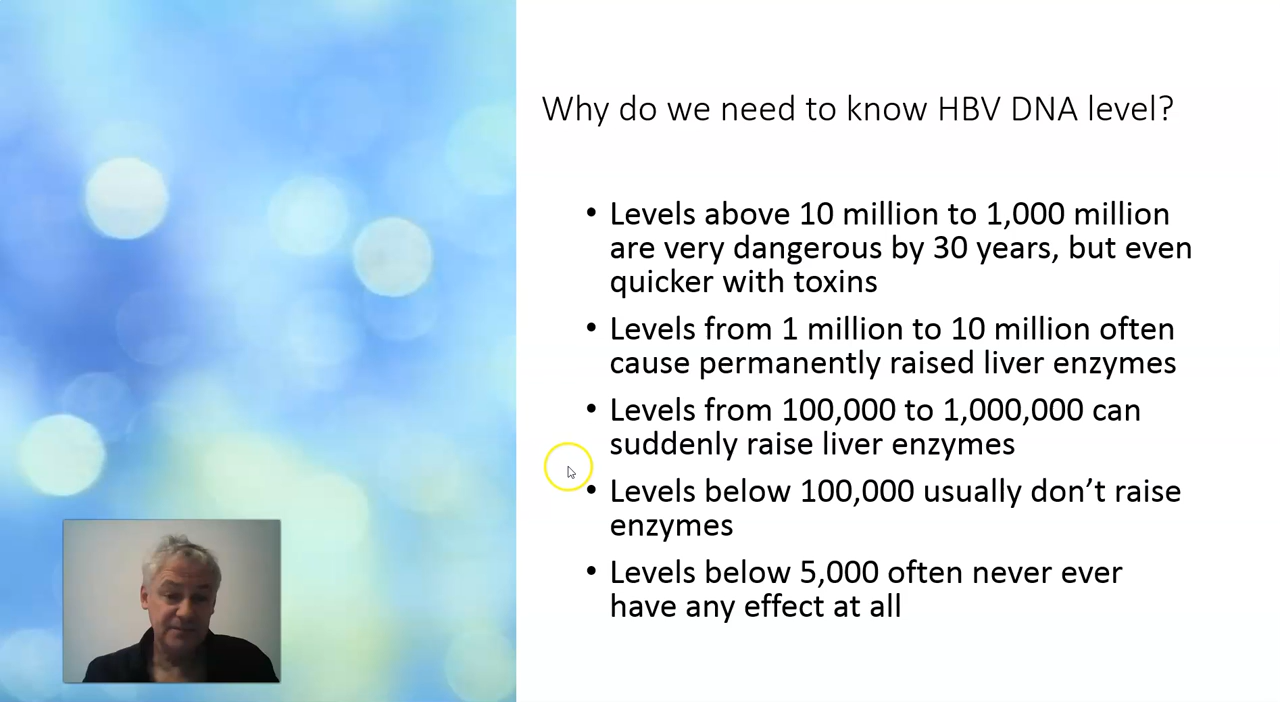 Why do we need to know HBV DNA level?
• Levels above 10 million to 1,000 million
are very dangerous by 30 years, but even
quicker with toxins
• Levels from 1 million to 10 million often
cause permanently raised liver enzymes
• Levels from 100,000 to 1,000,000 can
suddenly raise liver enzymes
• Levels below 100,000 usually don’t raise
enzymes
• Levels below 5,000 often never ever
have any effect at all